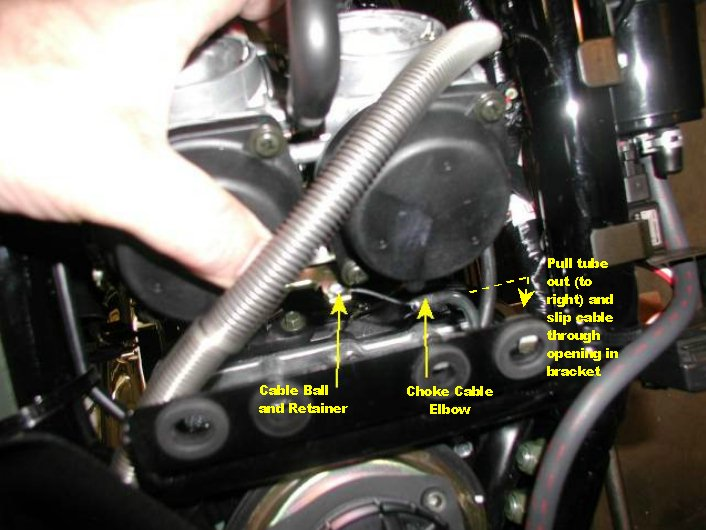 Pull tube
out (to
right) and
slip cable
through
opening in
bracket
Cable Ball
and Retainer
Choke Cable
Elbow